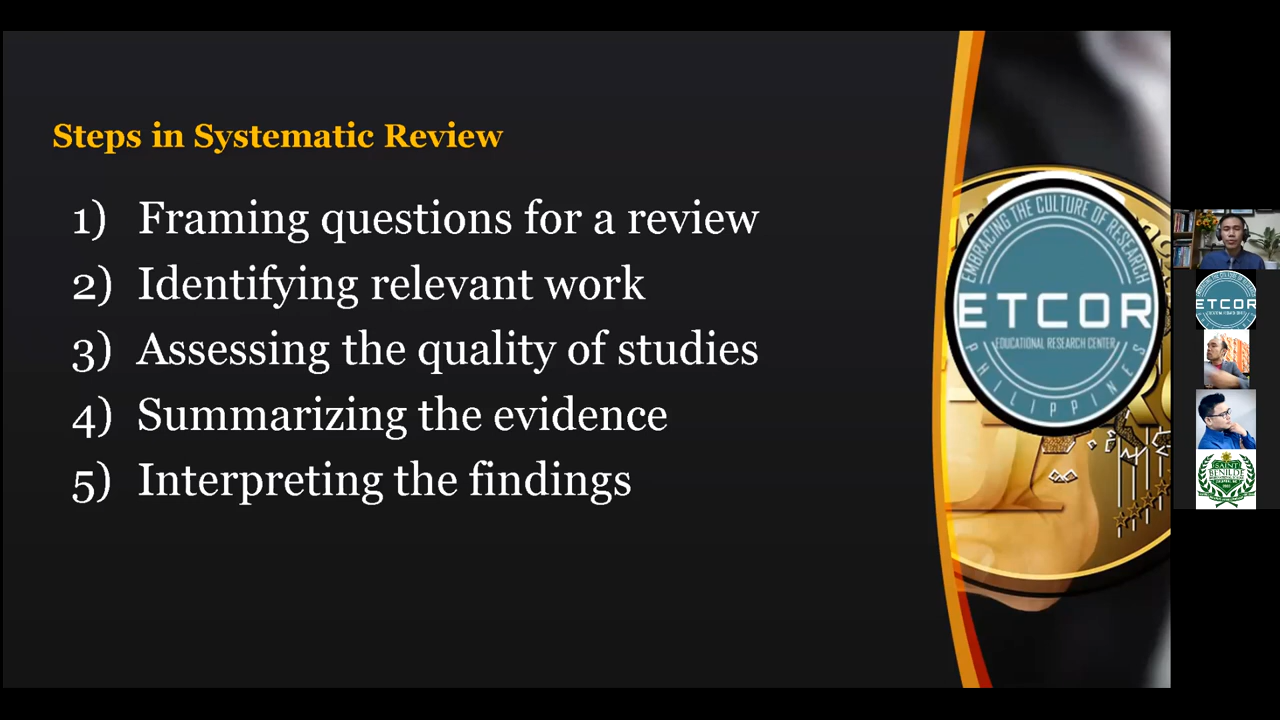 Steps in Systematic Review
1) Framing questions for a review
2) Identifying relevant work
3) Assessing the quality of studies
4) Summarizing the evidence
5) Interpreting the findings
EMBRACING THE CULTURE OF RESEARCH
ETCOR
EDUCATIONAL RESEARCH CENTER
PHILIPPINES
ETCOR
SAINT